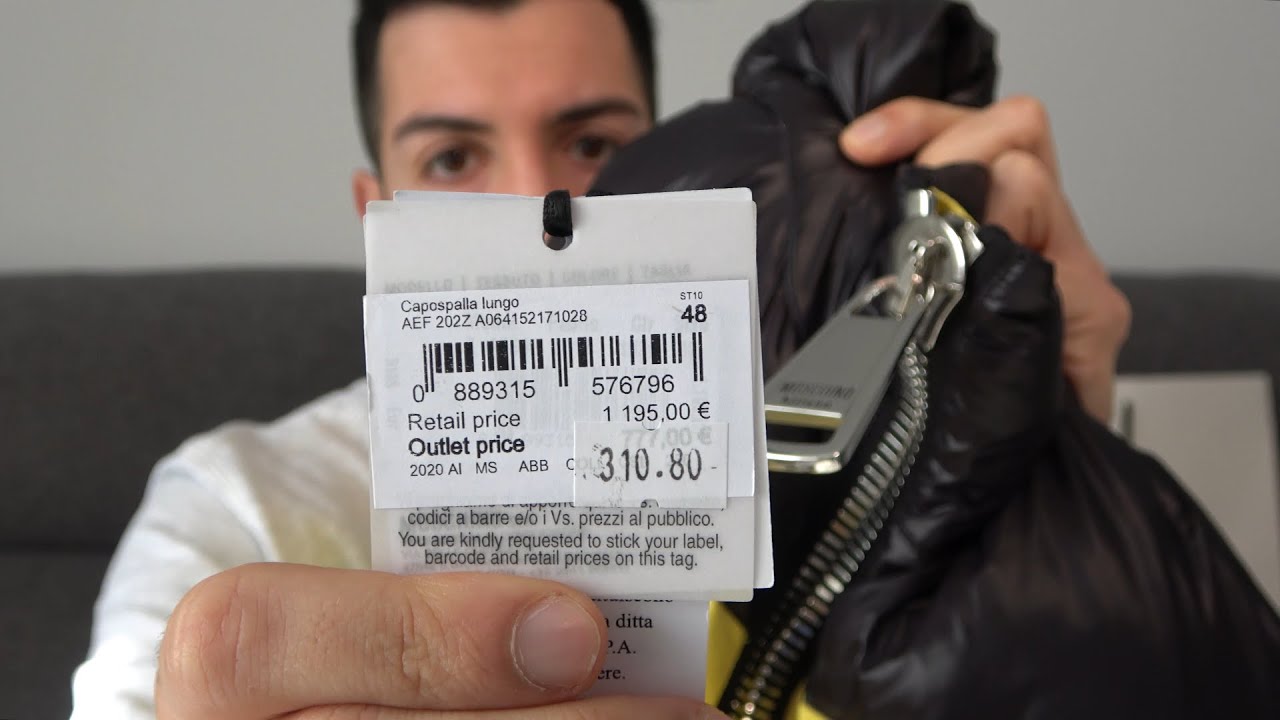 Capospalla lungo
ST10
AEF 202Z A064152171028
48
0 889315 576796
Retail price 1 195,00 €
777,00 €
Outlet price
310.80 -
2020 AI MS ABB
codici a barre e/o i Vs. prezzi al pubblico.
You are kindly requested to stick your label,
barcode and retail prices on this tag.
ditta
P.A.
MOSCHINO